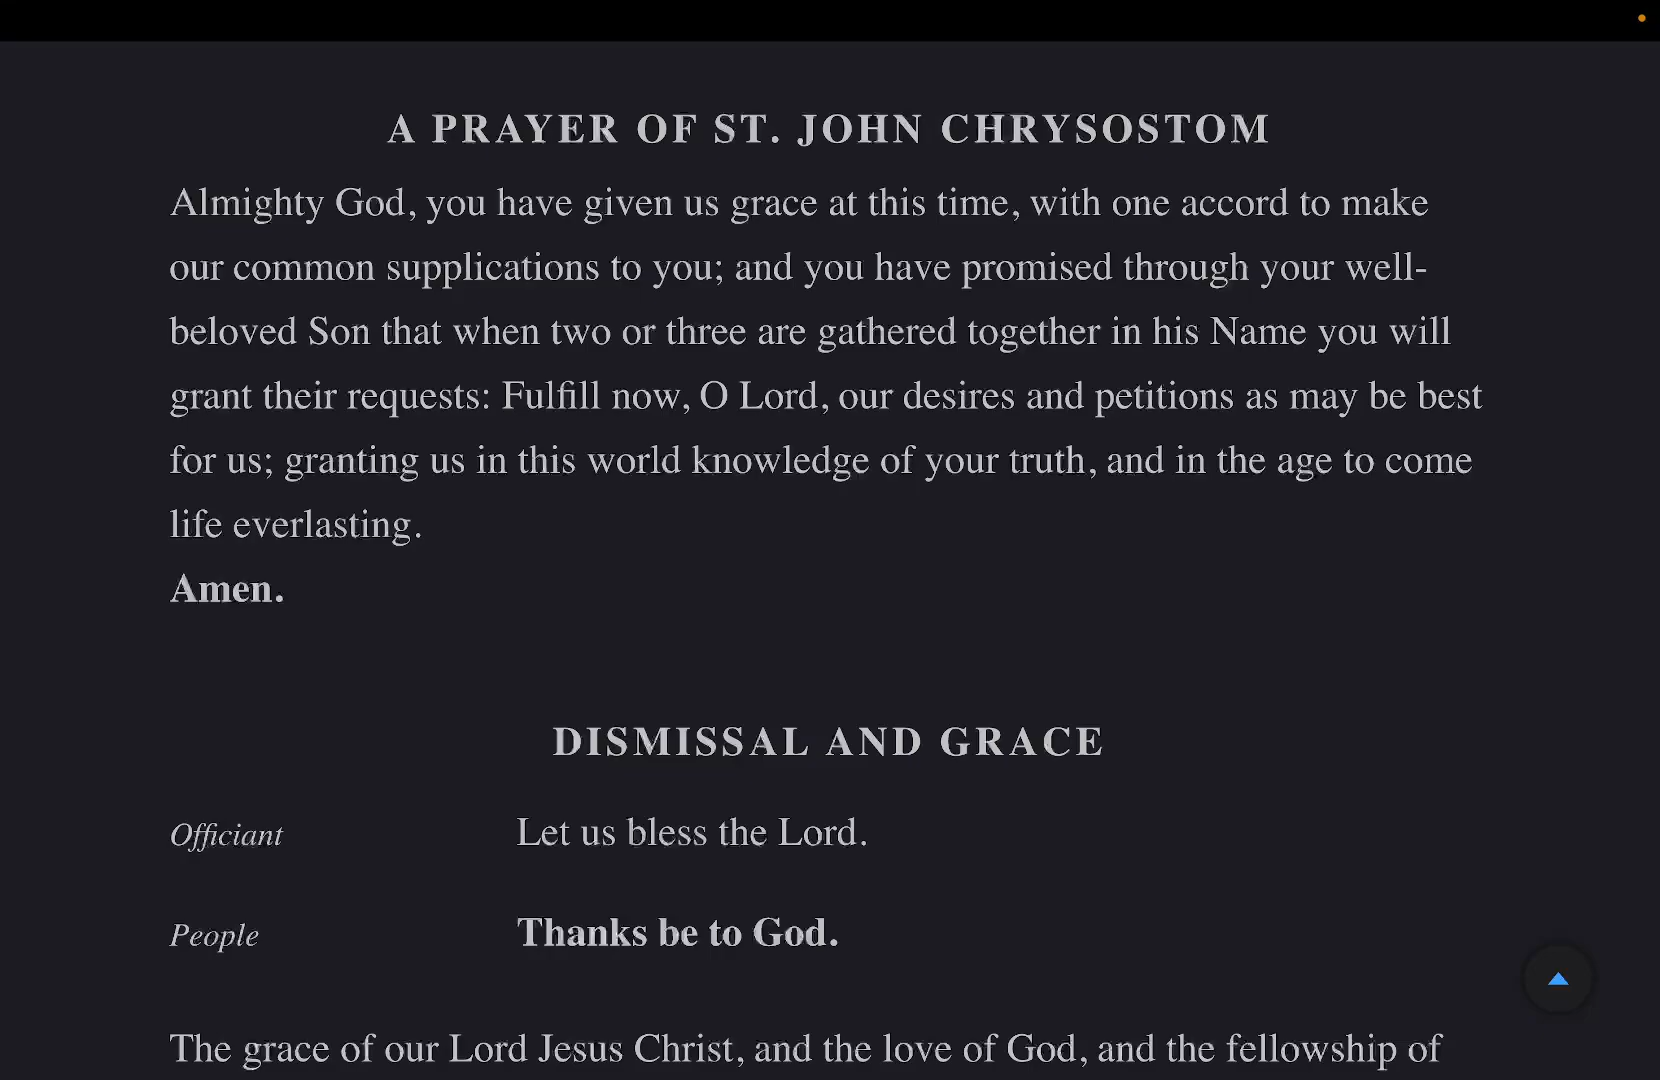 A PRAYER OF ST. JOHN CHRYSOSTOM
Almighty God, you have given us grace at this time, with one accord to make
our common supplications to you; and you have promised through your well-
beloved Son that when two or three are gathered together in his Name you will
grant their requests: Fulfill now, O Lord, our desires and petitions as may be best
for us; granting us in this world knowledge of your truth, and in the age to come
life everlasting.
Amen.
DISMISSAL AND GRACE
Officiant Let us bless the Lord.
People Thanks be to God.
The grace of our Lord Jesus Christ, and the love of God, and the fellowship of